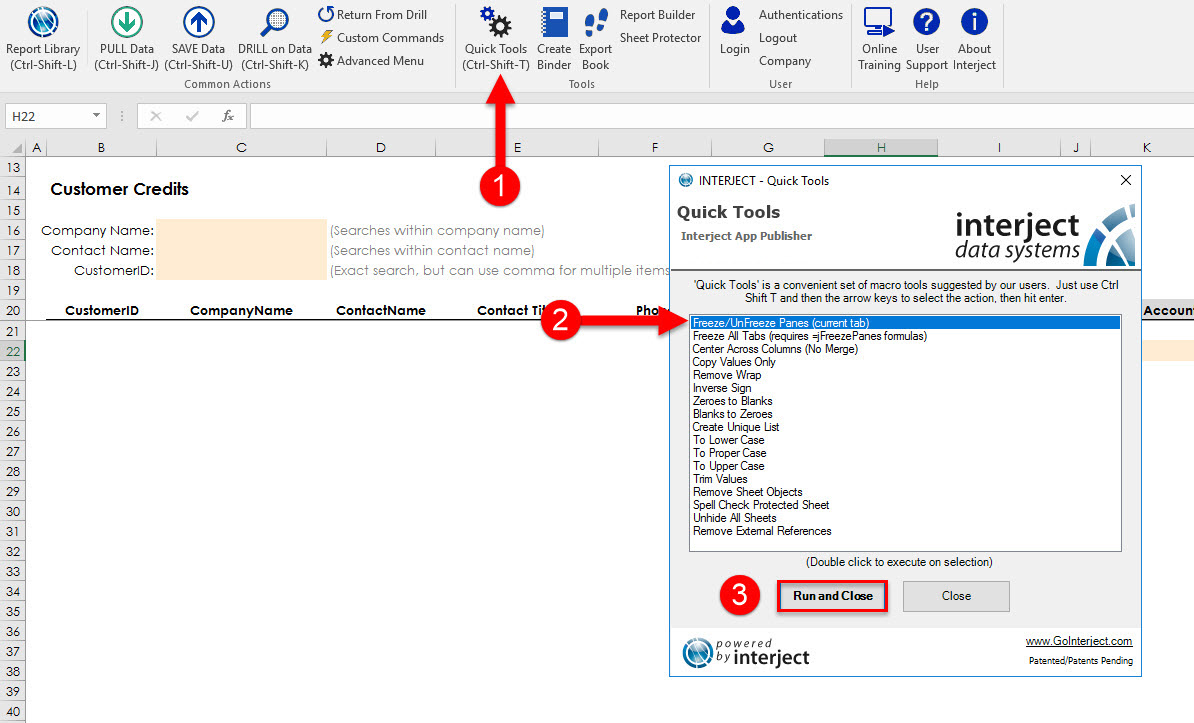 Report Library
(Ctrl-Shift-L)
PULL Data
(Ctrl-Shift-J)
SAVE Data
(Ctrl-Shift-U)
DRILL on Data
(Ctrl-Shift-K)
Return From Drill
Custom Commands
Advanced Menu
Common Actions
Quick Tools
(Ctrl-Shift-T)
Create
Binder
Export
Book
Report Builder
Sheet Protector
Tools
Login
Authentications
Logout
Company
User
Online
Training
User
Support
About
Interject
Help
H22
fx
A B C D E F G H I J K
13
14 Customer Credits
15
16 Company Name: (Searches within company name)
17 Contact Name: (Searches within contact name)
18 CustomerID: (Exact search, but can use comma for multiple items
19
20 CustomerID CompanyName ContactName Contact Tit Pho Accoun
21
22
23
24
25
26
27
28
29
30
31
32
33
34
35
36
37
38
39
40
1
2
3
INTERJECT - Quick Tools
Quick Tools
Interject App Publisher
interject
data systems
'Quick Tools' is a convenient set of macro tools suggested by our users. Just use Ctrl
Shift T and then the arrow keys to select the action, then hit enter.
Freeze/UnFreeze Panes (current tab)
Freeze All Tabs (requires =jFreezePanes formulas)
Center Across Columns (No Merge)
Copy Values Only
Remove Wrap
Inverse Sign
Zeroes to Blanks
Blanks to Zeroes
Create Unique List
To Lower Case
To Proper Case
To Upper Case
Trim Values
Remove Sheet Objects
Spell Check Protected Sheet
Unhide All Sheets
Remove External References
(Double click to execute on selection)
Run and Close
Close
powered
by interject
www.GoInterject.com
Patented/Patents Pending